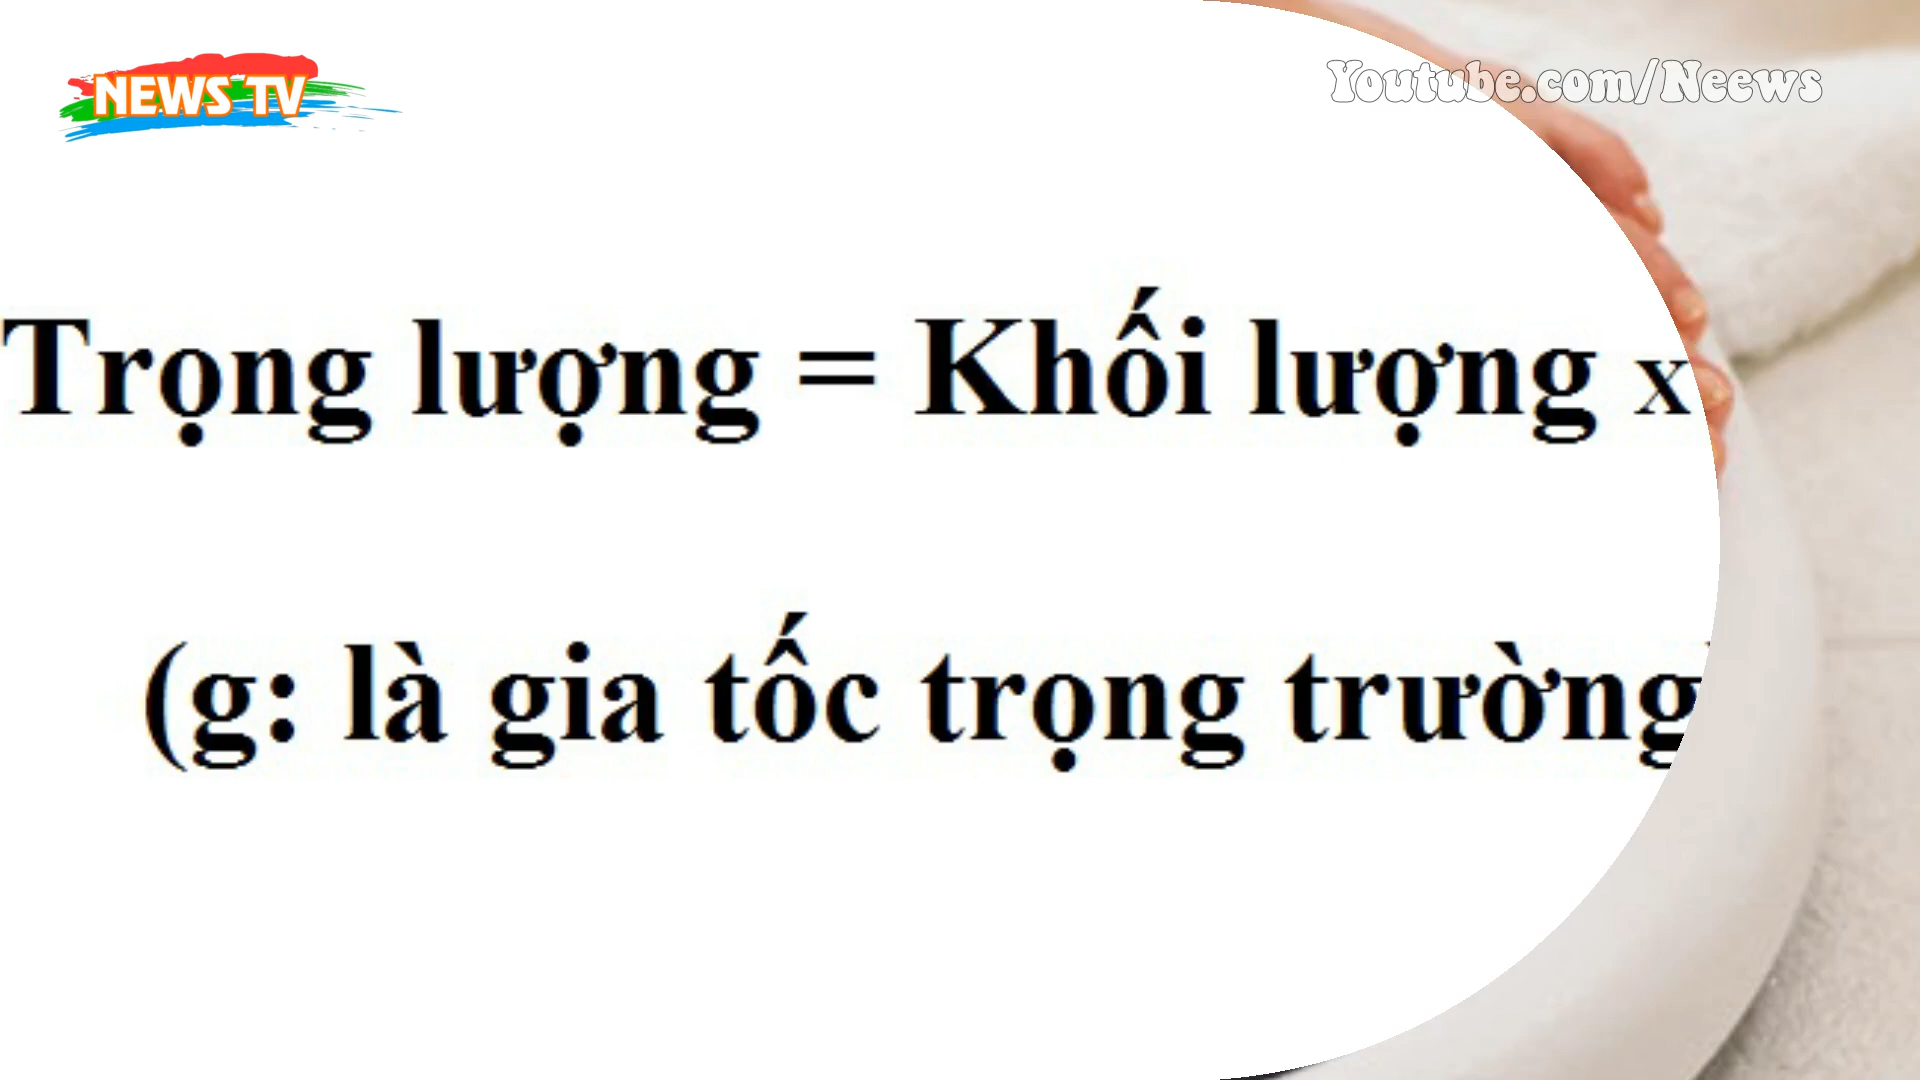 NEWS TV
Youtube.com/Neews
Trọng lượng = Khối lượng x
(g: là gia tốc trọng trường